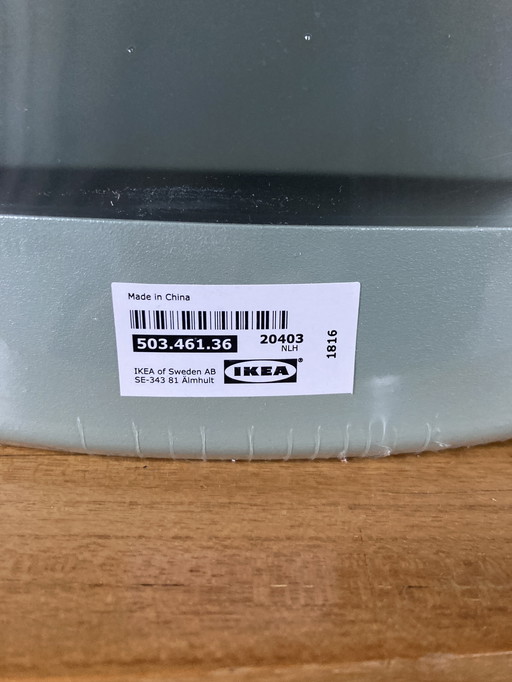 Made in China
503.461.36
20403
NLH
1816
IKEA of Sweden AB
SE-343 81 Älmhult
IKEA®